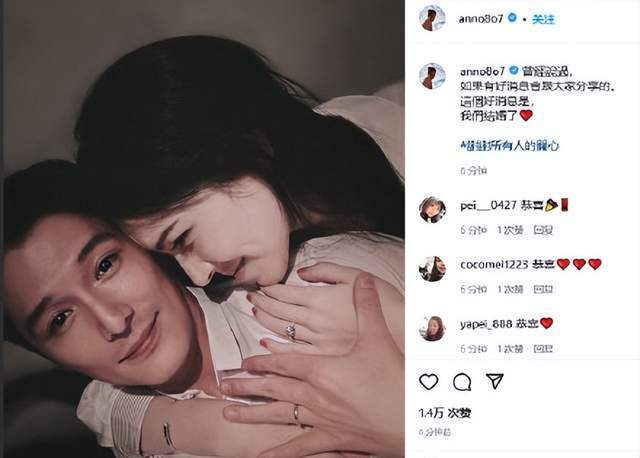 anno8o7 • 关注
anno8o7 曾經說過,
如果有好消息會跟大家分享的。
這個好消息是,
我們結婚了❤️
#謝謝所有人的關心
6 分钟
pei__0427 恭喜🎉🧧
6 分钟 1 次赞 回复
cocomei1223 恭喜❤️❤️❤️
6 分钟 1 次赞 回复
yapei_888 恭喜❤️
6 分钟 1 次赞 回复
1.4万 次赞
6 分钟前